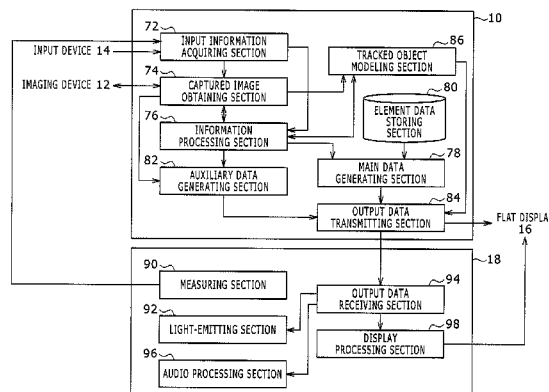 72
INPUT INFORMATION
ACQUIRING SECTION
10
INPUT DEVICE 14
74
CAPTURED IMAGE
OBTAINING SECTION
IMAGING DEVICE 12
86
TRACKED OBJECT
MODELING SECTION
80
ELEMENT DATA
STORING
SECTION
76
INFORMATION
PROCESSING SECTION
82
AUXILIARY DATA
GENERATING SECTION
78
MAIN DATA
GENERATING SECTION
84
OUTPUT DATA
TRANSMITTING SECTION
FLAT DISPLA
16
18
90
MEASURING SECTION
92
LIGHT-EMITTING SECTION
96
AUDIO PROCESSING SECTION
94
OUTPUT DATA
RECEIVING SECTION
98
DISPLAY
PROCESSING SECTION